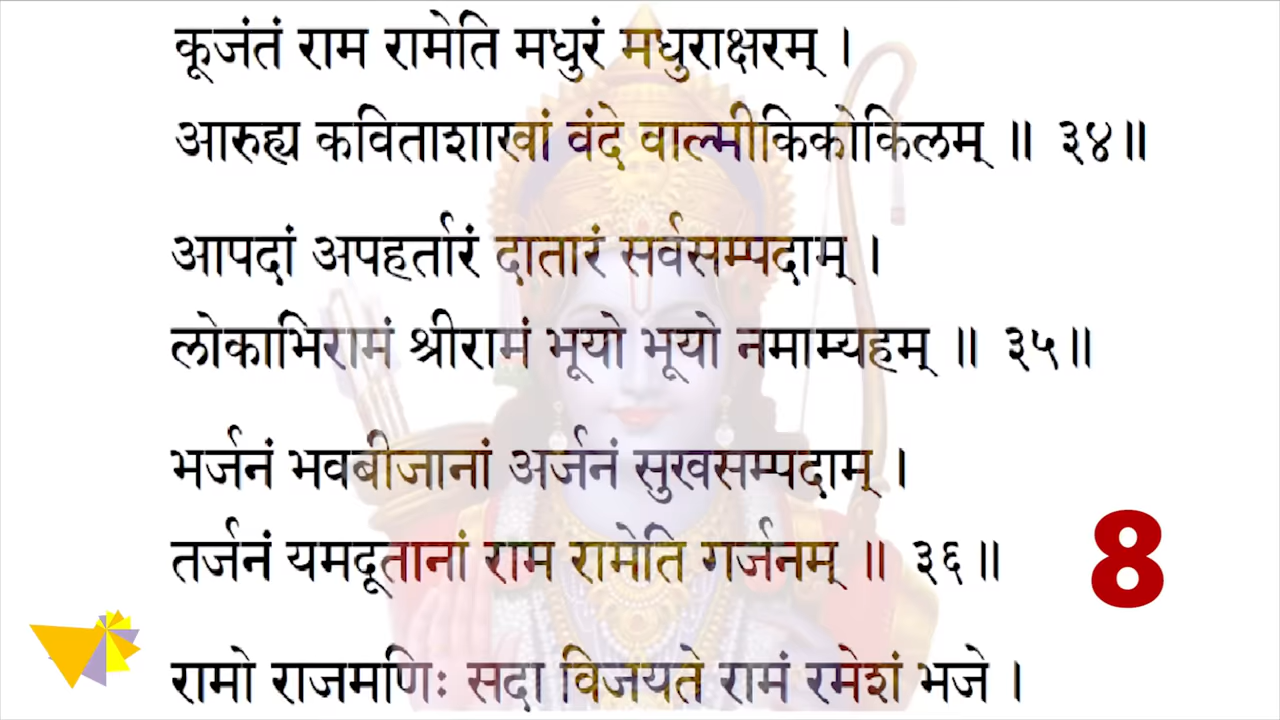 कूजंतं राम रामेति मधुरं मधुराक्षरम् ।
आरुह्य कविताशाखां वंदे वाल्मीकिकोकिलम् ॥ ३४॥
आपदां अपहर्तारं दातारं सर्वसम्पदाम् ।
लोकाभिरामं श्रीरामं भूयो भूयो नमाम्यहम् ॥ ३५॥
भर्जनं भवबीजानां अर्जनं सुखसम्पदाम् ।
तर्जनं यमदूतानां राम रामेति गर्जनम् ॥ ३६॥
8
रामो राजमणिः सदा विजयते रामं रमेशं भजे ।